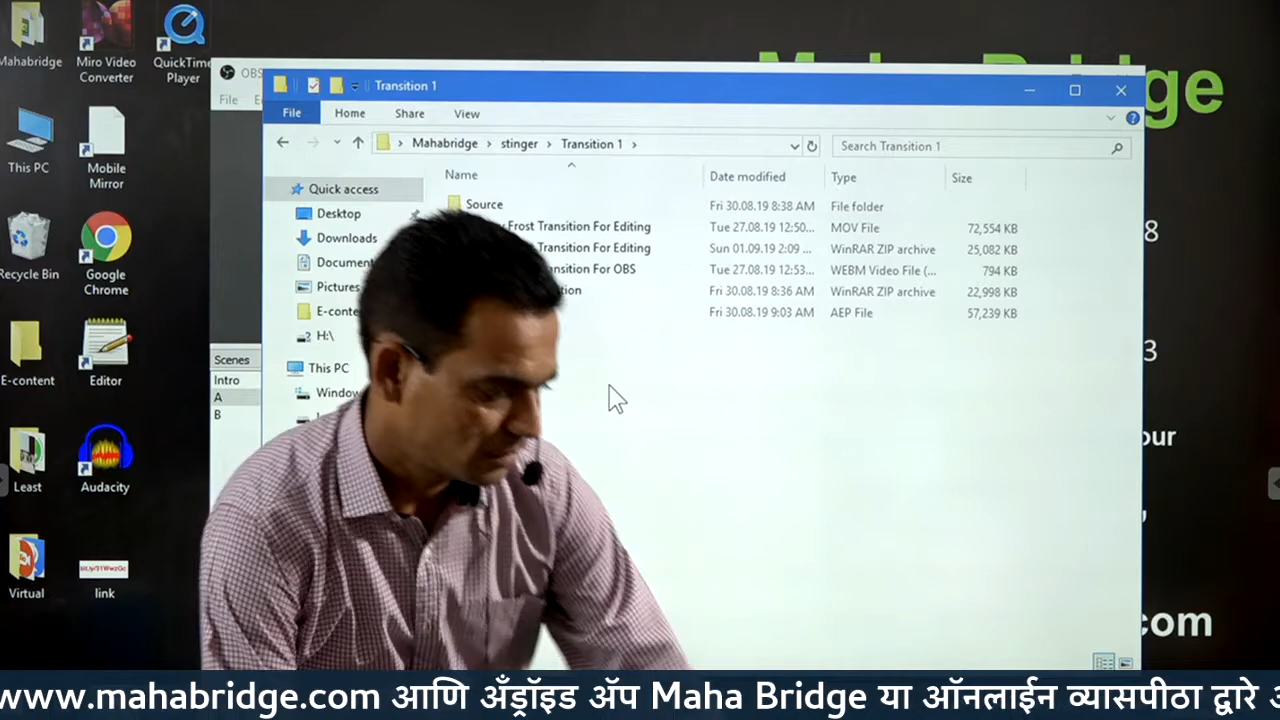 Mahabridge
Miro Video
Converter
QuickTime
Player
This PC
Mobile
Mirror
Recycle Bin
Google
Chrome
E-content
Editor
Least
Audacity
Virtual
bit.ly/31WwzGc
link
OBS
File
Scenes
Intro
A
B
Transition 1
File Home Share View
Mahabridge stinger Transition 1
Search Transition 1
Name Date modified Type Size
Source Fri 30.08.19 8:38 AM File folder
Frost Transition For Editing Tue 27.08.19 12:50... MOV File 72,554 KB
Transition For Editing Sun 01.09.19 2:09 ... WinRAR ZIP archive 25,082 KB
For OBS Tue 27.08.19 12:53... WEBM Video File (... 794 KB
Fri 30.08.19 8:36 AM WinRAR ZIP archive 22,998 KB
Fri 30.08.19 9:03 AM AEP File 57,239 KB
Quick access
Desktop
Downloads
Pictures
H:\
This PC
8
3
our
com
www.mahabridge.com आणि अँड्रॉइड ॲप Maha Bridge या ऑनलाईन व्यासपीठा द्वारे